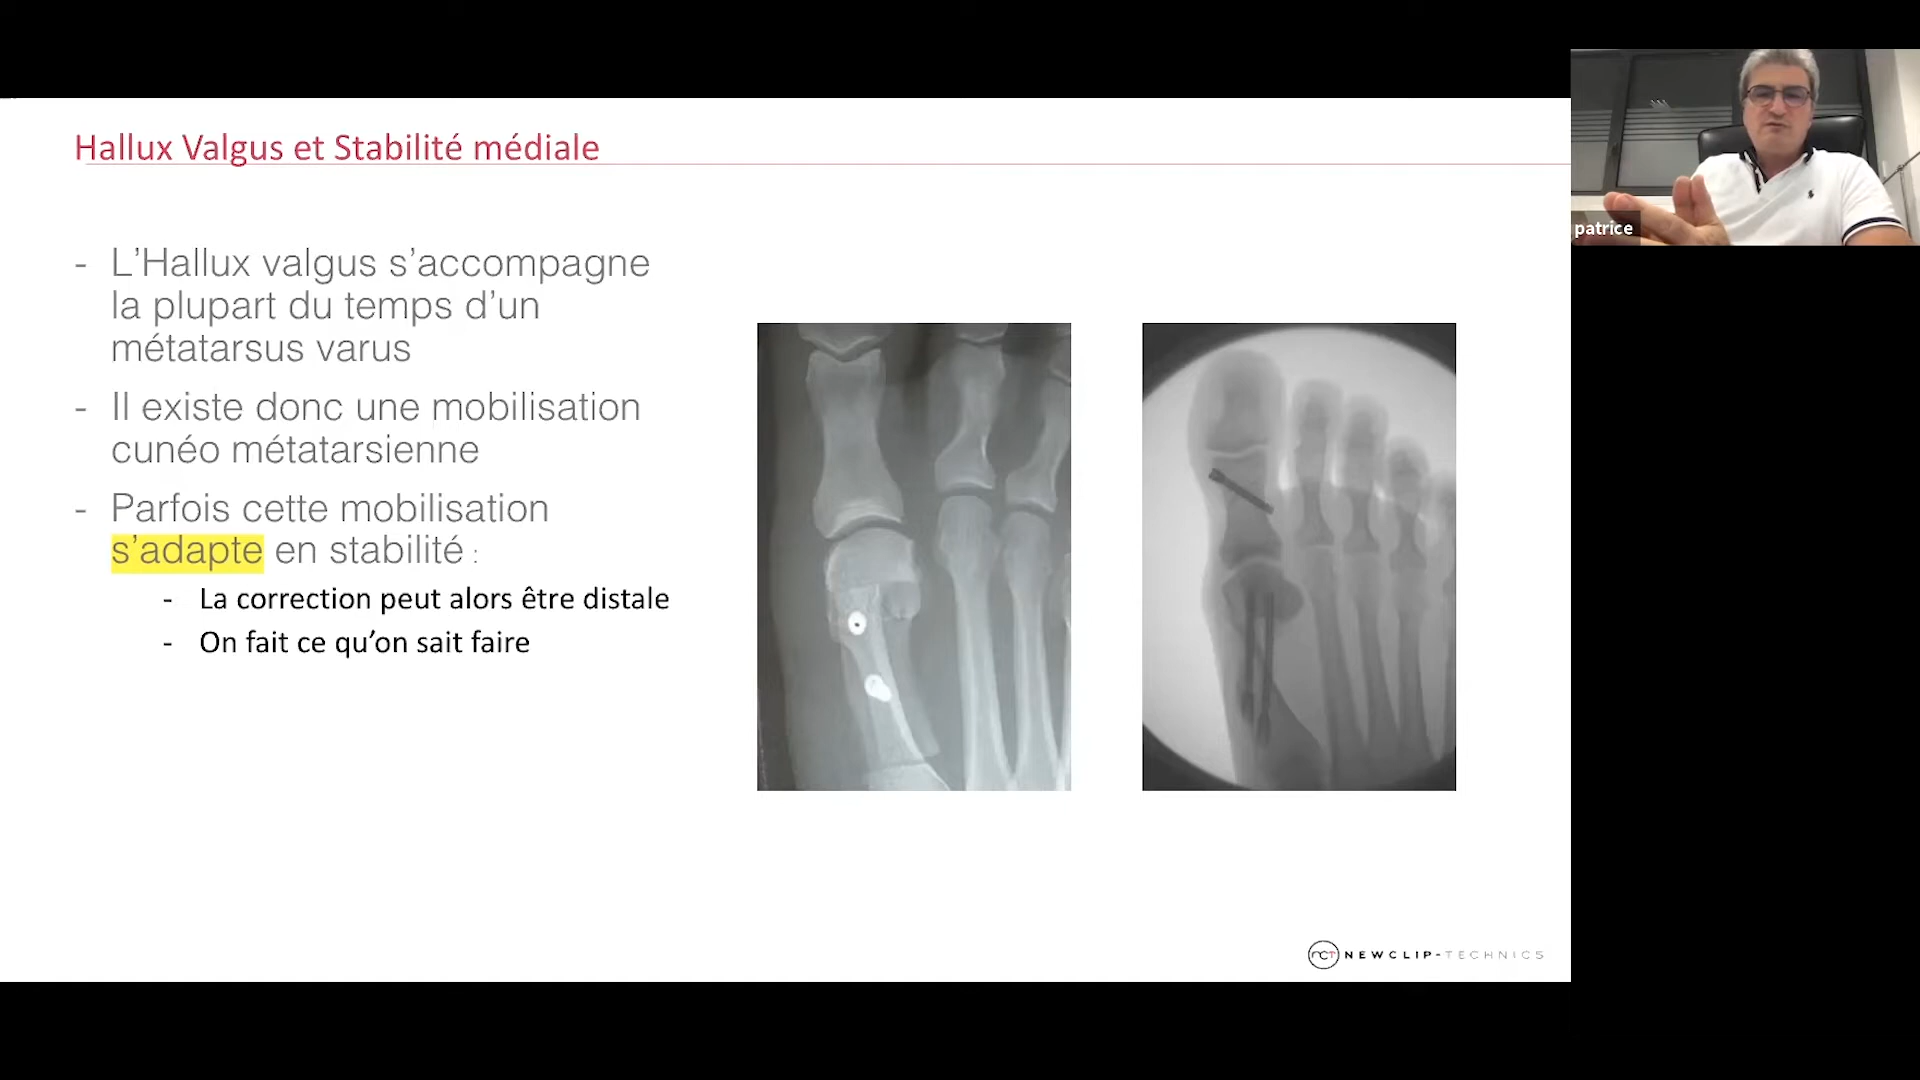 Hallux Valgus et Stabilité médiale
- L’Hallux valgus s’accompagne
la plupart du temps d’un
métatarsus varus
- Il existe donc une mobilisation
cunéo métatarsienne
- Parfois cette mobilisation
s’adapte en stabilité :
- La correction peut alors être distale
- On fait ce qu’on sait faire
patrice
nct NEWCLIP-TECHNICS